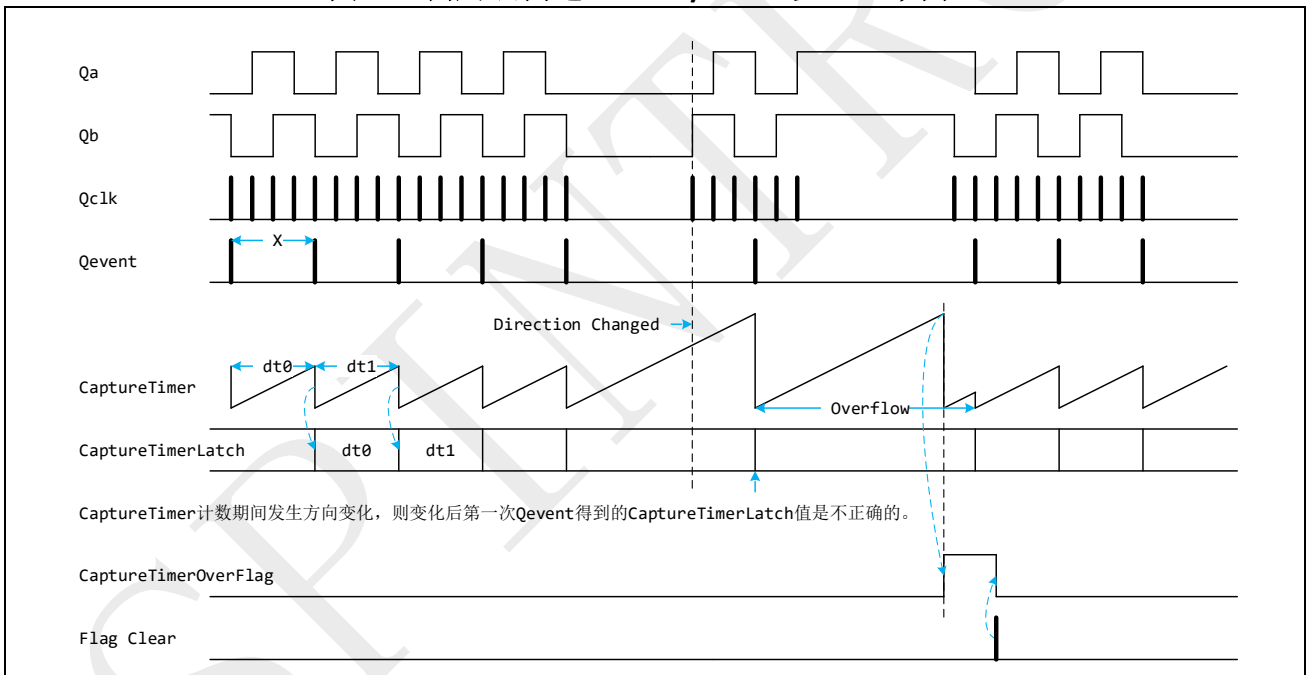 Qa
Qb
Qclk
X
Qevent
Direction Changed
dt0 dt1
CaptureTimer
Overflow
CaptureTimerLatch dt0 dt1
CaptureTimer计数期间发生方向变化，则变化后第一次Qevent得到的CaptureTimerLatch值是不正确的。
CaptureTimerOverFlag
Flag Clear